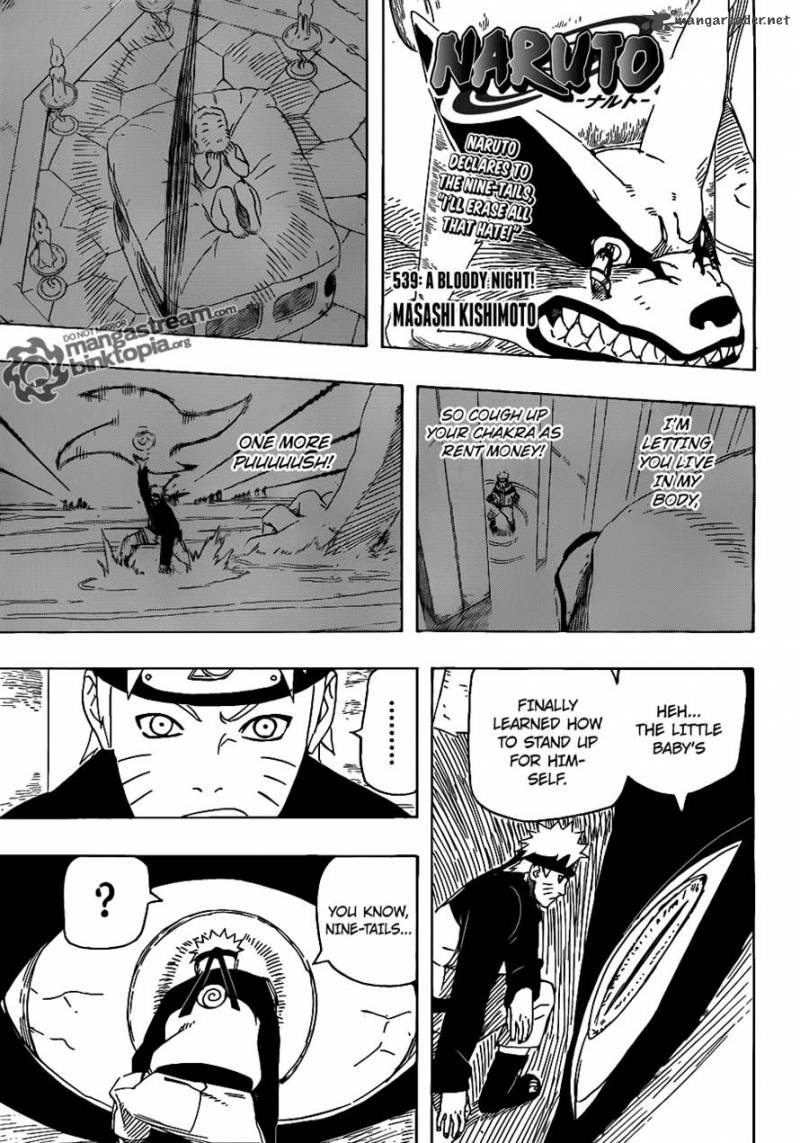 mangareader.net
NARUTO
-ナルト-
NARUTO
DECLARES TO
THE NINE-TAILS,
"I'LL ERASE ALL
THAT HATE!"
539: A BLOODY NIGHT!
MASASHI KISHIMOTO
DO NOT MIRROR
mangastream.com
binktopia.org
I'M
LETTING
YOU LIVE
IN MY
BODY,
SO COUGH UP
YOUR CHAKRA AS
RENT MONEY!
ONE MORE
PUUUUUSH!
HEH...
THE LITTLE
BABY'S
FINALLY
LEARNED HOW
TO STAND UP
FOR HIM-
SELF.
.........
YOU KNOW,
NINE-TAILS...
?